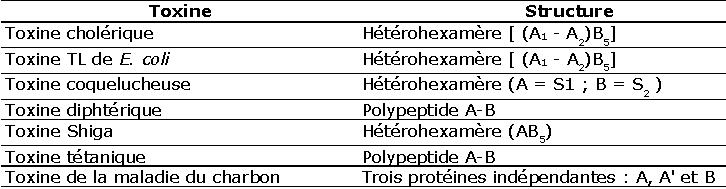 Toxine Structure
Toxine cholérique Hétérohexamère [ (A₁ - A₂)B₅]
Toxine TL de E. coli Hétérohexamère [ (A₁ - A₂)B₅]
Toxine coquelucheuse Hétérohexamère (A = S1 ; B = S₂ )
Toxine diphtérique Polypeptide A-B
Toxine Shiga Hétérohexamère (AB₅)
Toxine tétanique Polypeptide A-B
Toxine de la maladie du charbon Trois protéines indépendantes : A, A' et B